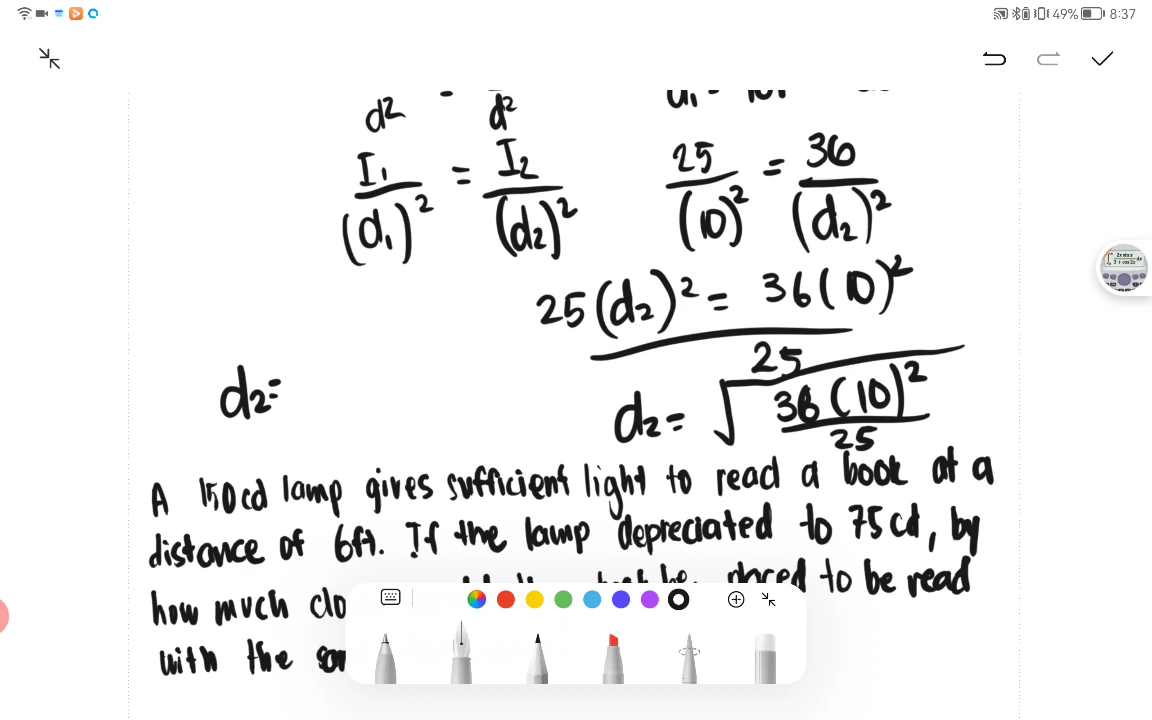 49% 8:37
d² = d²
I₁/(d₁)² = I₂/(d₂)²
25/(10)² = 36/(d₂)²
25(d₂)² = 36(10)²
25
d₂=
d₂= √36(10)²/25
A 150cd lamp gives sufficient light to read a book at a
distance of 6ft. If the lamp depreciated to 75cd, by
how much placed to be read
with the